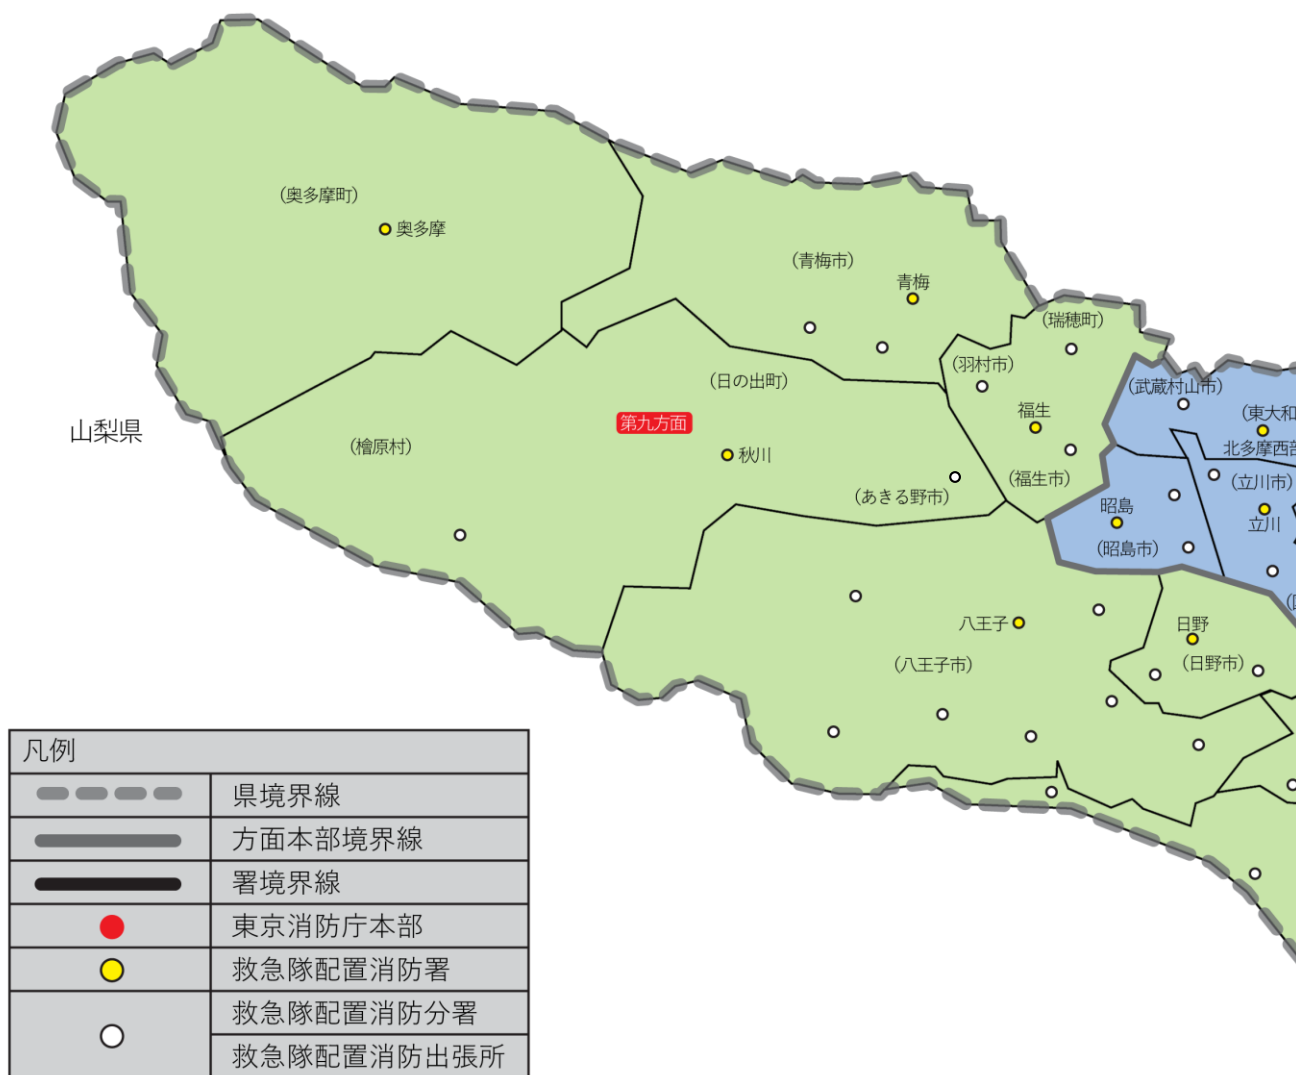 (奥多摩町)
奥多摩
(青梅市)
青梅
(瑞穂町)
(羽村市)
(日の出町)
(武蔵村山市)
福生
(東大和
第九方面
山梨県
(檜原村)
北多摩西部
秋川
(福生市)
(立川市)
(あきる野市)
昭島
立川
(昭島市)
八王子
日野
(八王子市)
(日野市)
凡例
県境界線
方面本部境界線
署境界線
東京消防庁本部
救急隊配置消防署
救急隊配置消防分署
救急隊配置消防出張所